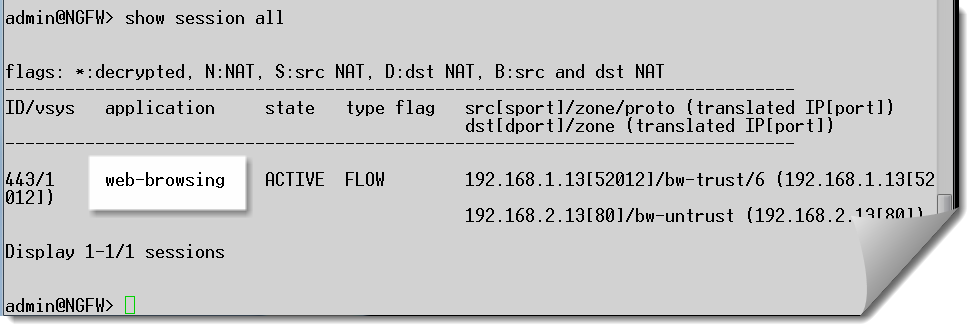 admin@NGFW> show session all
flags: *:decrypted, N:NAT, S:src NAT, D:dst NAT, B:src and dst NAT
--------------------------------------------------------------------------------
ID/vsys application state type flag src[sport]/zone/proto (translated IP[port])
dst[dport]/zone (translated IP[port])
--------------------------------------------------------------------------------
443/1 web-browsing ACTIVE FLOW 192.168.1.13[52012]/bw-trust/6 (192.168.1.13[52
012])
192.168.2.13[80]/bw-untrust (192.168.2.13[80])
Display 1-1/1 sessions
admin@NGFW>